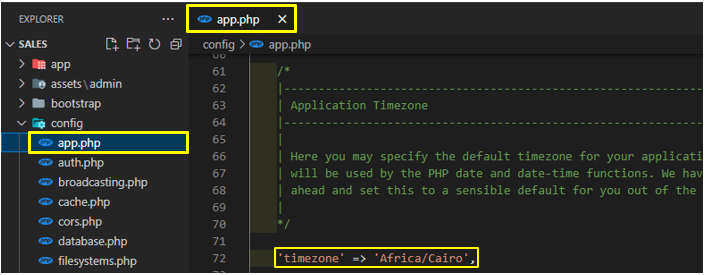 EXPLORER
SALES
app
assets\admin
bootstrap
config
app.php
auth.php
broadcasting.php
cache.php
cors.php
database.php
filesystems.php
app.php
config > app.php
60
61 /*
62 |--------------------------------------------------------------------------
63 | Application Timezone
64 |--------------------------------------------------------------------------
65 |
66 | Here you may specify the default timezone for your applicati
67 | will be used by the PHP date and date-time functions. We hav
68 | ahead and set this to a sensible default for you out of the
69 |
70 */
71
72 'timezone' => 'Africa/Cairo',